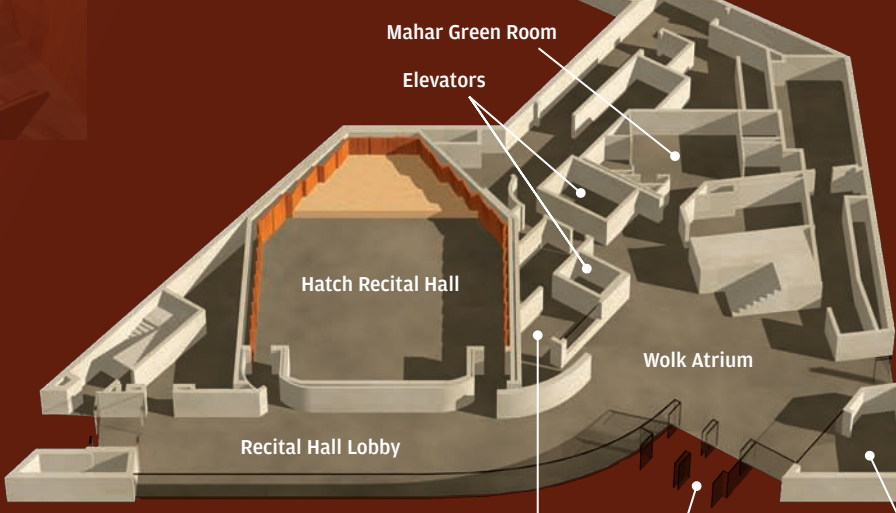 Mahar Green Room
Elevators
Hatch Recital Hall
Wolk Atrium
Recital Hall Lobby